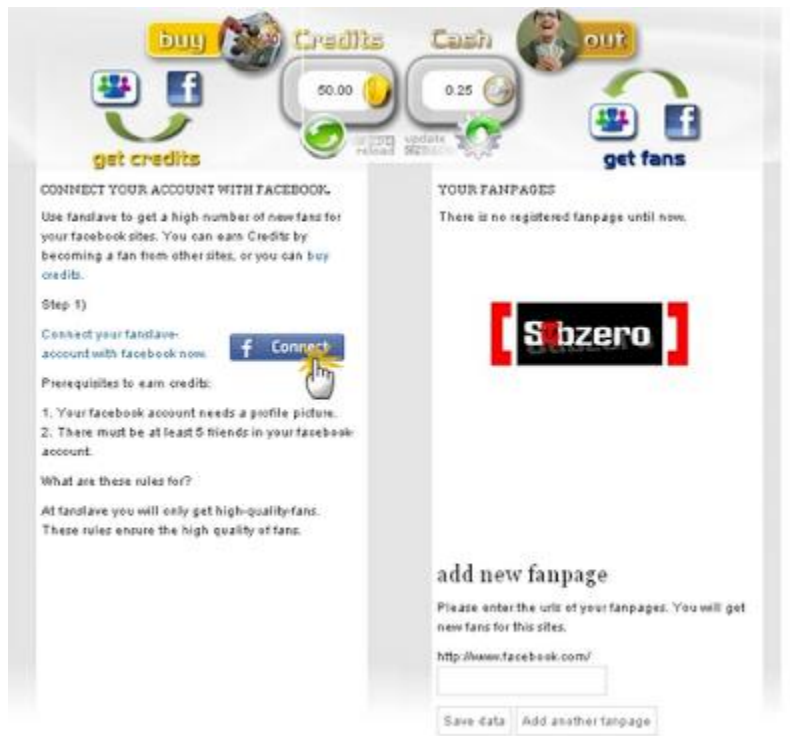 buy
Credits
Cash
out
50.00
0.25
reload
update
get credits
get fans
CONNECT YOUR ACCOUNT WITH FACEBOOK.
Use fanslave to get a high number of new fans for
your facebook sites. You can earn Credits by
becoming a fan from other sites, or you can buy
credits.
Step 1)
Connect your fanslave-
account with facebook now.
f Connect
Prerequisites to earn credits:
1. Your facebook account needs a profile picture.
2. There must be at least 5 friends in your facebook-
account.
What are these rules for?
At fanslave you will only get high-quality-fans.
These rules ensure the high quality of fans.
YOUR FANPAGES
There is no registered fanpage until now.
[Subzero]
add new fanpage
Please enter the urls of your fanpages. You will get
new fans for this sites.
http://www.facebook.com/
Save data
Add another fanpage